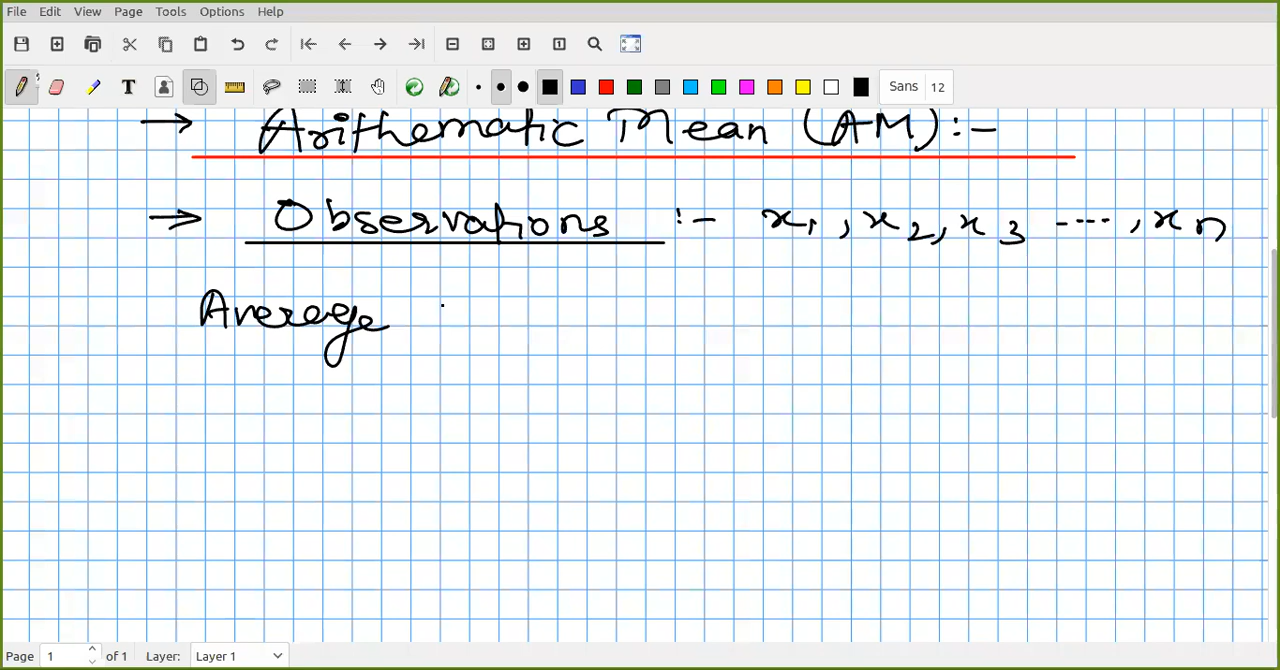 File Edit View Page Tools Options Help
Sans 12
→ Arithematic Mean (AM) :-
→ Observations :- x₁, x₂, x₃ ----, xn
Average
Page 1 of 1 Layer: Layer 1